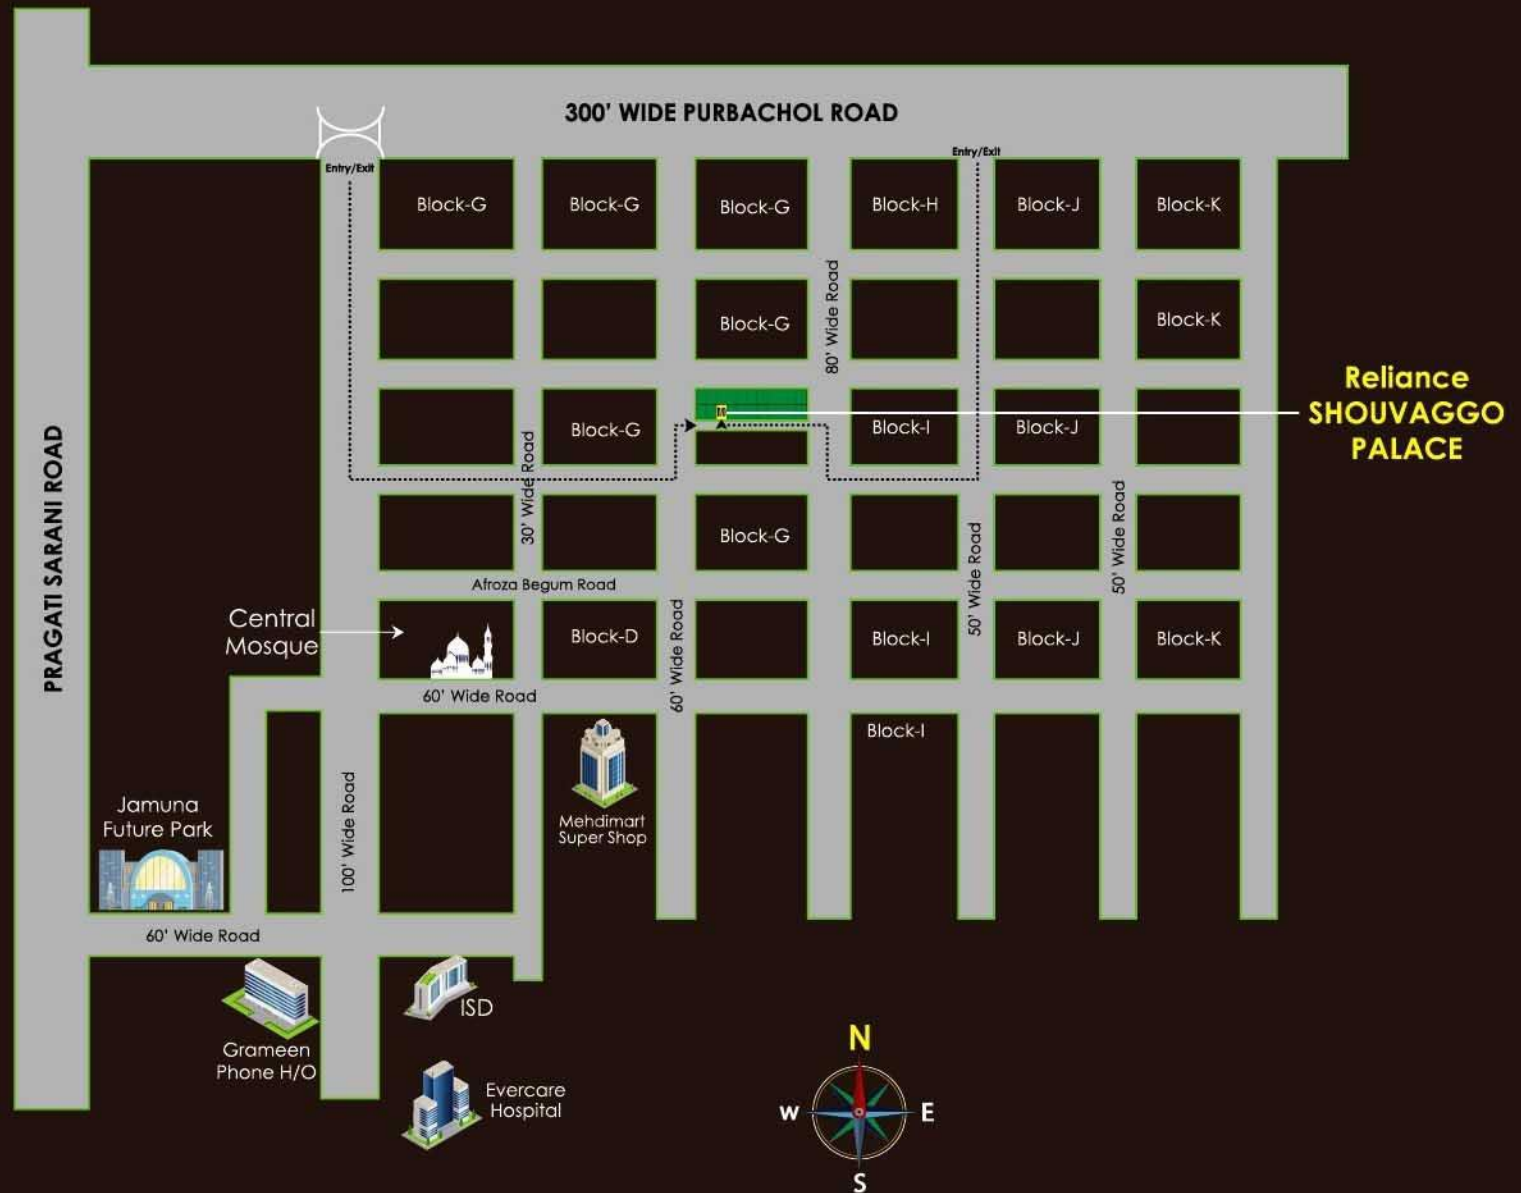 300' WIDE PURBACHOL ROAD
Entry/Exit
Entry/Exit
Block-G
Block-G
Block-G
Block-H
Block-J
Block-K
80' Wide Road
Block-G
Block-K
Reliance
SHOUVAGGO
PALACE
Block-G
Block-I
Block-J
PRAGATI SARANI ROAD
30' Wide Road
Block-G
50' Wide Road
50' Wide Road
Afroza Begum Road
Central
Mosque
Block-D
60' Wide Road
Block-I
Block-J
Block-K
60' Wide Road
Block-I
100' Wide Road
Jamuna
Future Park
Mehdimart
Super Shop
60' Wide Road
ISD
Grameen
Phone H/O
Evercare
Hospital
N
W
E
S